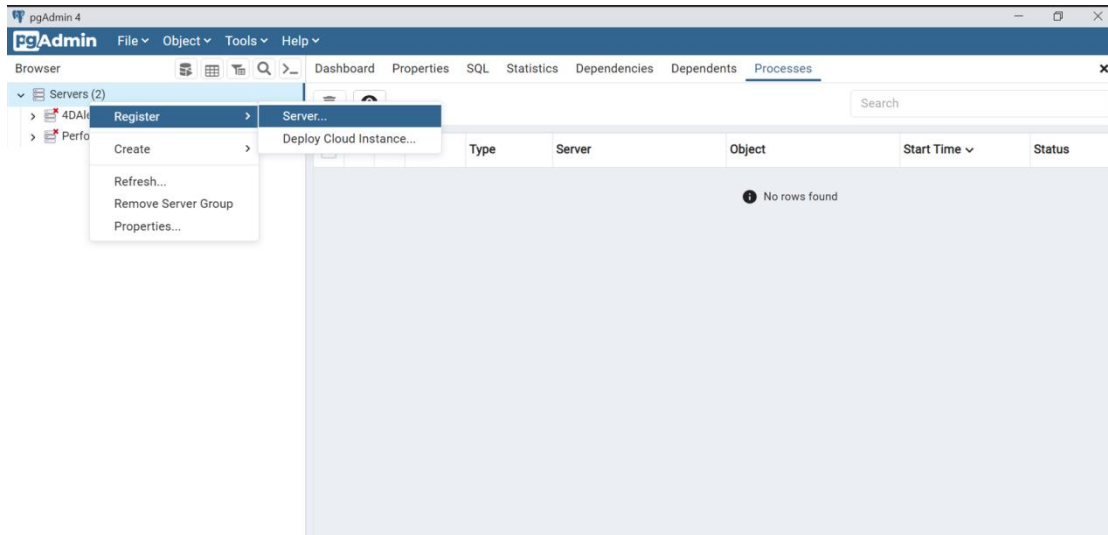 pgAdmin 4
pgAdmin File Object Tools Help
Browser
Dashboard Properties SQL Statistics Dependencies Dependents Processes
Servers (2)
4DAle
Perfo
Register
Create
Refresh...
Remove Server Group
Properties...
Server...
Deploy Cloud Instance...
Search
Type Server Object Start Time Status
No rows found